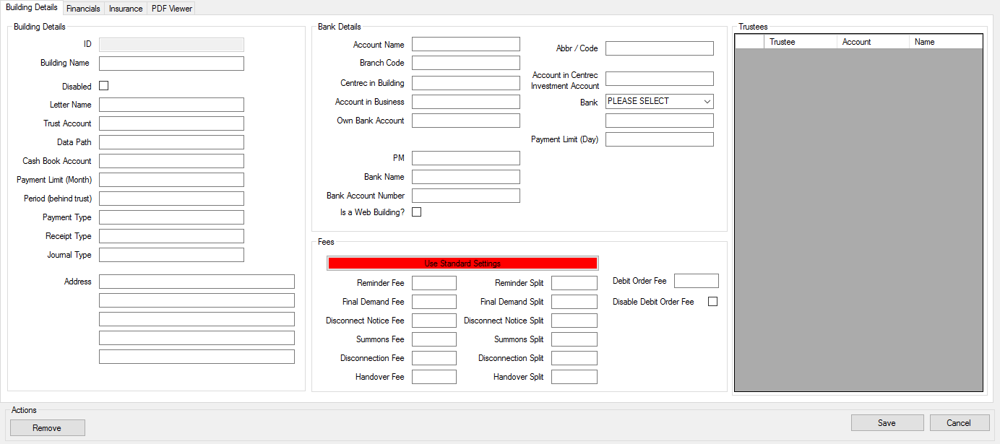 Building Details
Financials
Insurance
PDF Viewer
Building Details
ID
Building Name
Disabled
Letter Name
Trust Account
Data Path
Cash Book Account
Payment Limit (Month)
Period (behind trust)
Payment Type
Receipt Type
Journal Type
Address
Bank Details
Account Name
Branch Code
Centrec in Building
Account in Business
Own Bank Account
PM
Bank Name
Bank Account Number
Is a Web Building?
Abbr / Code
Account in Centrec
Investment Account
Bank
PLEASE SELECT
Payment Limit (Day)
Fees
Use Standard Settings
Reminder Fee
Reminder Split
Debit Order Fee
Final Demand Fee
Final Demand Split
Disable Debit Order Fee
Disconnect Notice Fee
Disconnect Notice Split
Summons Fee
Summons Split
Disconnection Fee
Disconnection Split
Handover Fee
Handover Split
Trustees
Trustee
Account
Name
Actions
Remove
Save
Cancel